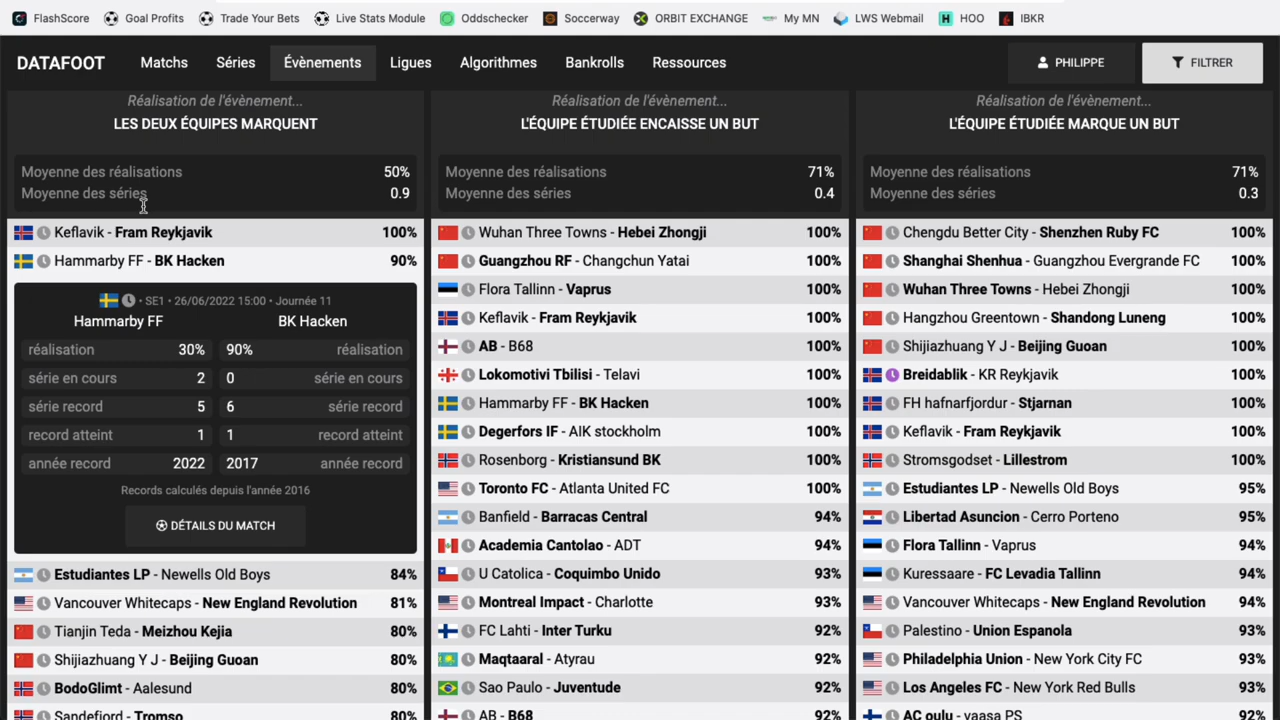 FlashScore Goal Profits Trade Your Bets Live Stats Module Oddschecker Soccerway ORBIT EXCHANGE My MN LWS Webmail H HOO IBKR
DATAFOOT Matchs Séries Évènements Ligues Algorithmes Bankrolls Ressources PHILIPPE FILTRER
Réalisation de l'évènement...
LES DEUX ÉQUIPES MARQUENT
Moyenne des réalisations 50%
Moyenne des séries 0.9
Keflavik - Fram Reykjavik 100%
Hammarby FF - BK Hacken 90%
• SE1 • 26/06/2022 15:00 • Journée 11
Hammarby FF BK Hacken
réalisation 30% 90% réalisation
série en cours 2 0 série en cours
série record 5 6 série record
record atteint 1 1 record atteint
année record 2022 2017 année record
Records calculés depuis l'année 2016
DÉTAILS DU MATCH
Estudiantes LP - Newells Old Boys 84%
Vancouver Whitecaps - New England Revolution 81%
Tianjin Teda - Meizhou Kejia 80%
Shijiazhuang Y J - Beijing Guoan 80%
BodoGlimt - Aalesund 80%
Sandefjord - Tromso 80%
Réalisation de l'évènement...
L'ÉQUIPE ÉTUDIÉE ENCAISSE UN BUT
Moyenne des réalisations 71%
Moyenne des séries 0.4
Wuhan Three Towns - Hebei Zhongji 100%
Guangzhou RF - Changchun Yatai 100%
Flora Tallinn - Vaprus 100%
Keflavik - Fram Reykjavik 100%
AB - B68 100%
Lokomotivi Tbilisi - Telavi 100%
Hammarby FF - BK Hacken 100%
Degerfors IF - AIK stockholm 100%
Rosenborg - Kristiansund BK 100%
Toronto FC - Atlanta United FC 100%
Banfield - Barracas Central 94%
Academia Cantolao - ADT 94%
U Catolica - Coquimbo Unido 93%
Montreal Impact - Charlotte 93%
FC Lahti - Inter Turku 92%
Maqtaaral - Atyrau 92%
Sao Paulo - Juventude 92%
AB - B68 92%
Réalisation de l'évènement...
L'ÉQUIPE ÉTUDIÉE MARQUE UN BUT
Moyenne des réalisations 71%
Moyenne des séries 0.3
Chengdu Better City - Shenzhen Ruby FC 100%
Shanghai Shenhua - Guangzhou Evergrande FC 100%
Wuhan Three Towns - Hebei Zhongji 100%
Hangzhou Greentown - Shandong Luneng 100%
Shijiazhuang Y J - Beijing Guoan 100%
Breidablik - KR Reykjavik 100%
FH hafnarfjordur - Stjarnan 100%
Keflavik - Fram Reykjavik 100%
Stromsgodset - Lillestrom 100%
Estudiantes LP - Newells Old Boys 95%
Libertad Asuncion - Cerro Porteno 95%
Flora Tallinn - Vaprus 94%
Kuressaare - FC Levadia Tallinn 94%
Vancouver Whitecaps - New England Revolution 94%
Palestino - Union Espanola 93%
Philadelphia Union - New York City FC 93%
Los Angeles FC - New York Red Bulls 93%
AC oulu - vaasa PS 92%